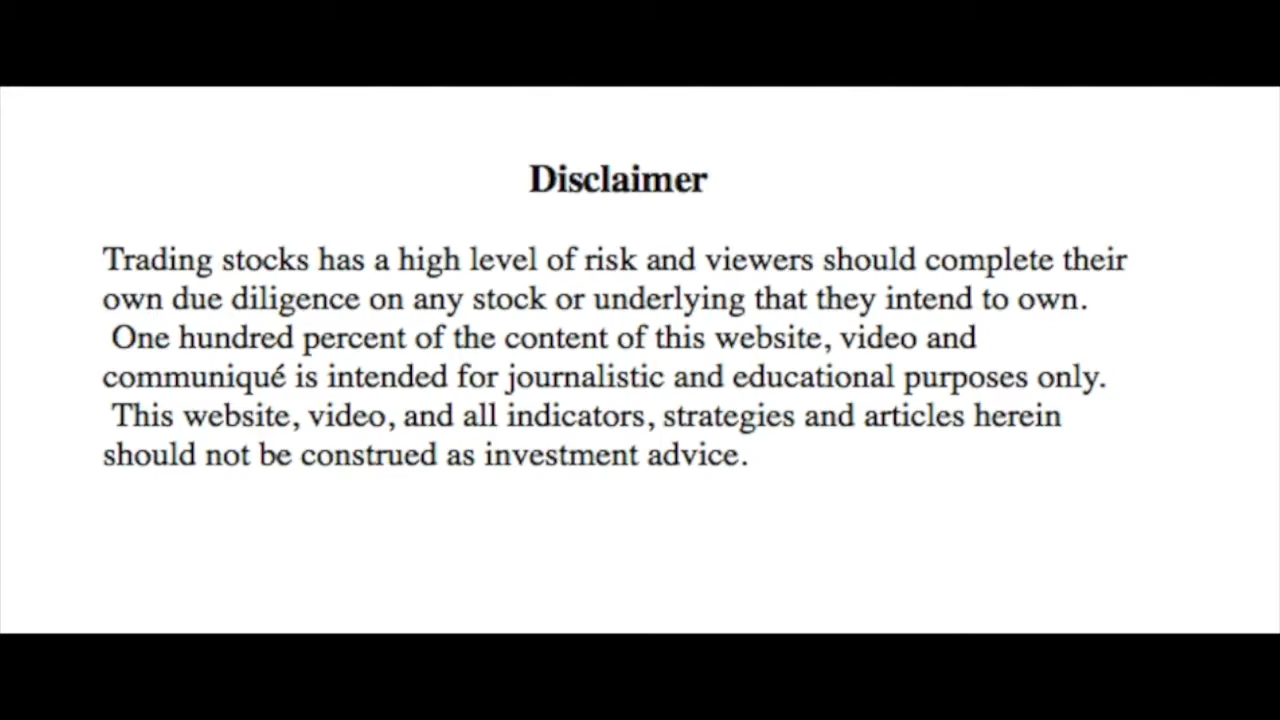 Disclaimer
Trading stocks has a high level of risk and viewers should complete their
own due diligence on any stock or underlying that they intend to own.
One hundred percent of the content of this website, video and
communiqué is intended for journalistic and educational purposes only.
This website, video, and all indicators, strategies and articles herein
should not be construed as investment advice.